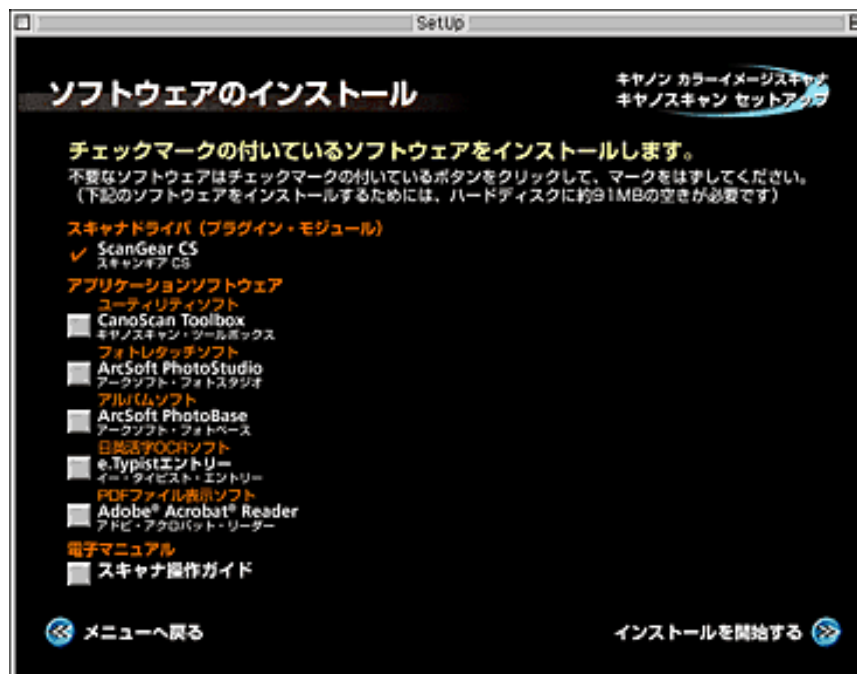 SetUp
ソフトウェアのインストール
キヤノン カラーイメージスキャナ
キヤノスキャン セットアップ
チェックマークの付いているソフトウェアをインストールします。
不要なソフトウェアはチェックマークの付いているボタンをクリックして、マークをはずしてください。
（下記のソフトウェアをインストールするためには、ハードディスクに約91MBの空きが必要です）
スキャナドライバ（プラグイン・モジュール）
ScanGear CS
スキャンギア CS
アプリケーションソフトウェア
ユーティリティソフト
CanoScan Toolbox
キヤノスキャン・ツールボックス
フォトレタッチソフト
ArcSoft PhotoStudio
アークソフト・フォトスタジオ
アルバムソフト
ArcSoft PhotoBase
アークソフト・フォトベース
日英活字OCRソフト
e.Typistエントリー
イー・タイピスト・エントリー
PDFファイル表示ソフト
Adobe® Acrobat® Reader
アドビ・アクロバット・リーダー
電子マニュアル
スキャナ操作ガイド
メニューへ戻る
インストールを開始する